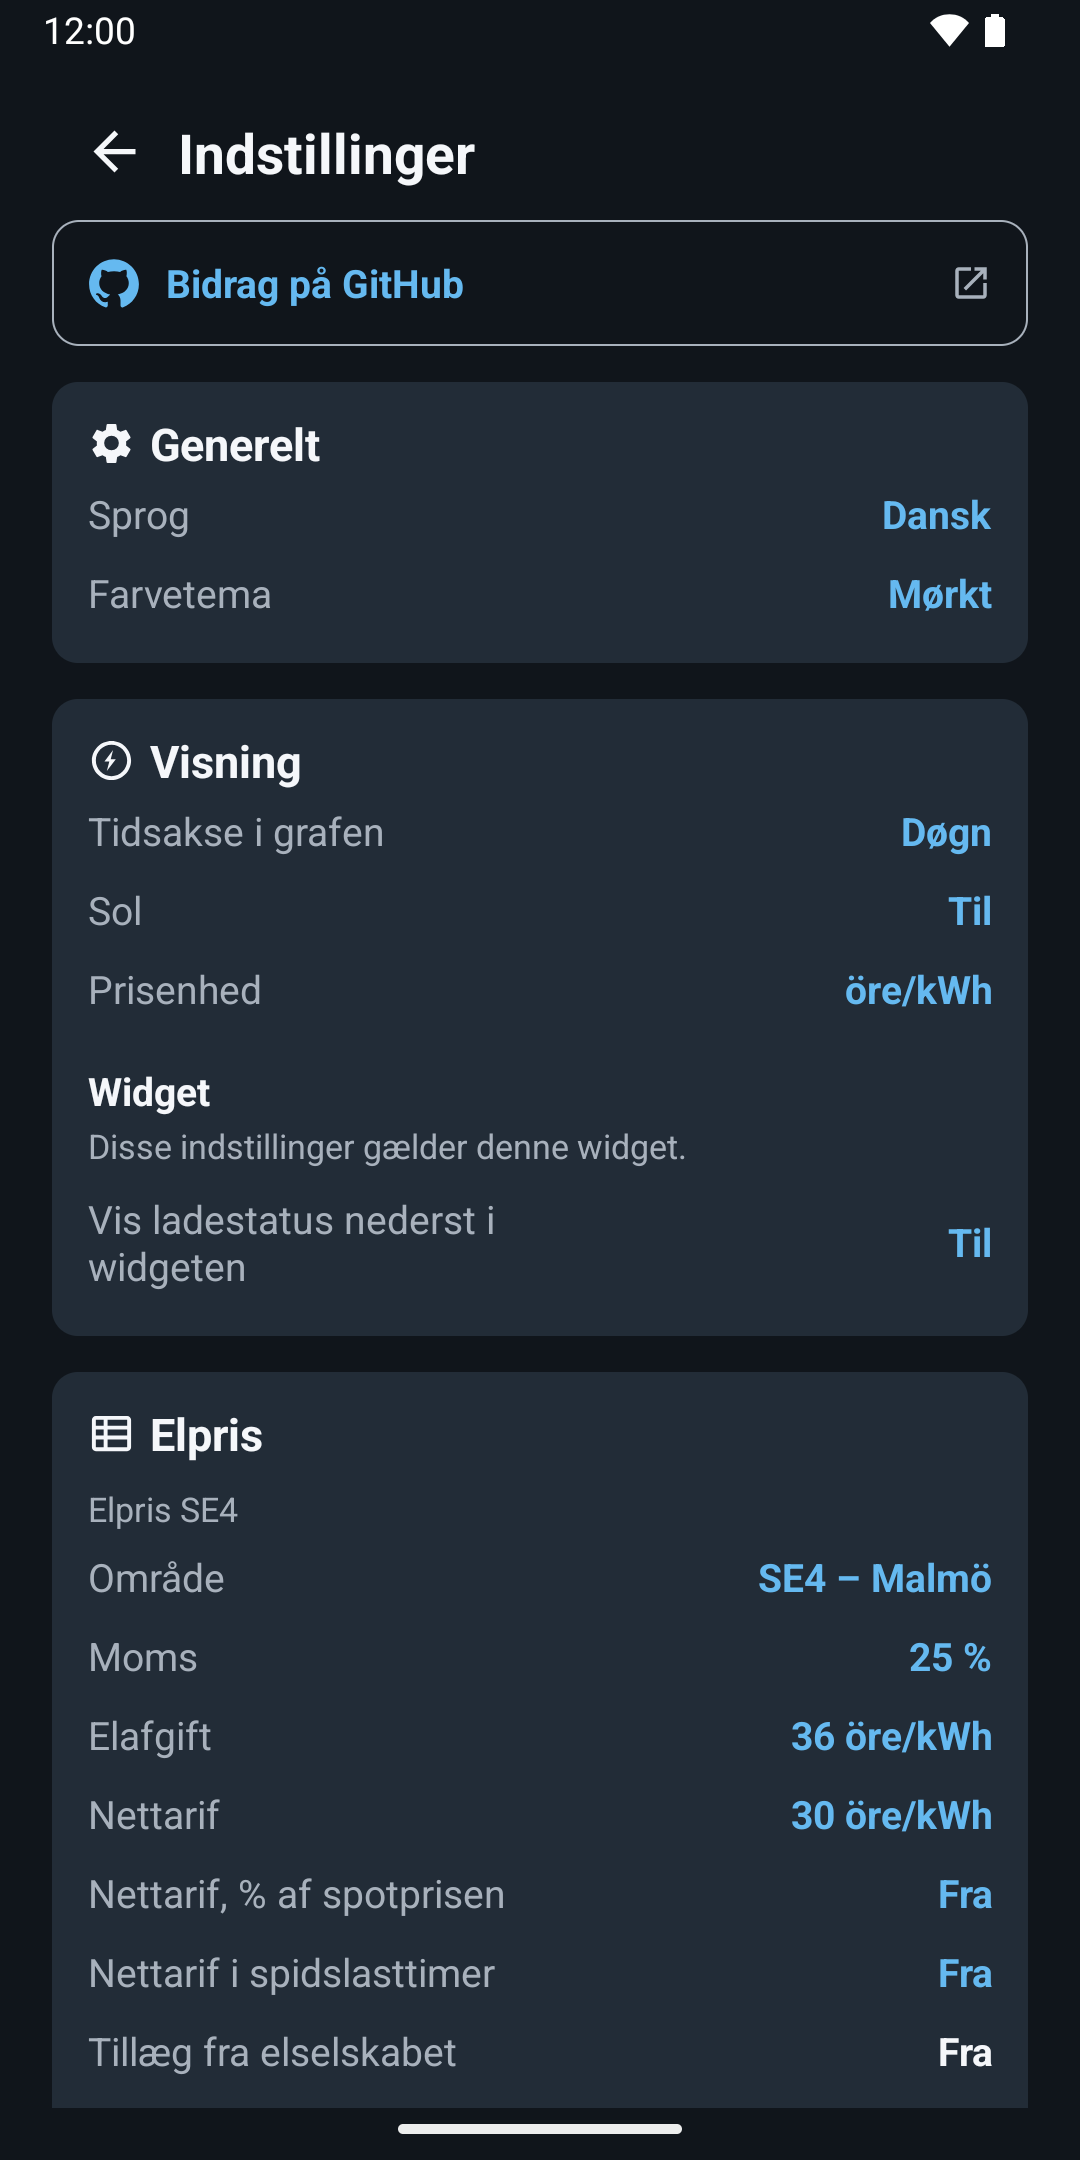 12:00
Indstillinger
Bidrag på GitHub
Generelt
Sprog Dansk
Farvetema Mørkt
Visning
Tidsakse i grafen Døgn
Sol Til
Prisenhed öre/kWh
Widget
Disse indstillinger gælder denne widget.
Vis ladestatus nederst i
widgeten Til
Elpris
Elpris SE4
Område SE4 – Malmö
Moms 25 %
Elafgift 36 öre/kWh
Nettarif 30 öre/kWh
Nettarif, % af spotprisen Fra
Nettarif i spidslasttimer Fra
Tillæg fra elselskabet Fra